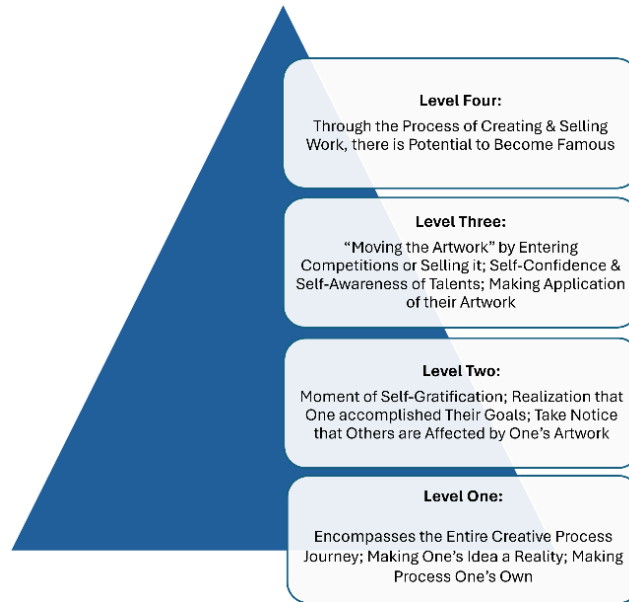 Level Four:
Through the Process of Creating & Selling
Work, there is Potential to Become Famous
Level Three:
“Moving the Artwork” by Entering
Competitions or Selling it; Self-Confidence &
Self-Awareness of Talents; Making Application
of their Artwork
Level Two:
Moment of Self-Gratification; Realization that
One accomplished Their Goals; Take Notice
that Others are Affected by One’s Artwork
Level One:
Encompasses the Entire Creative Process
Journey; Making One’s Idea a Reality; Making
Process One’s Own